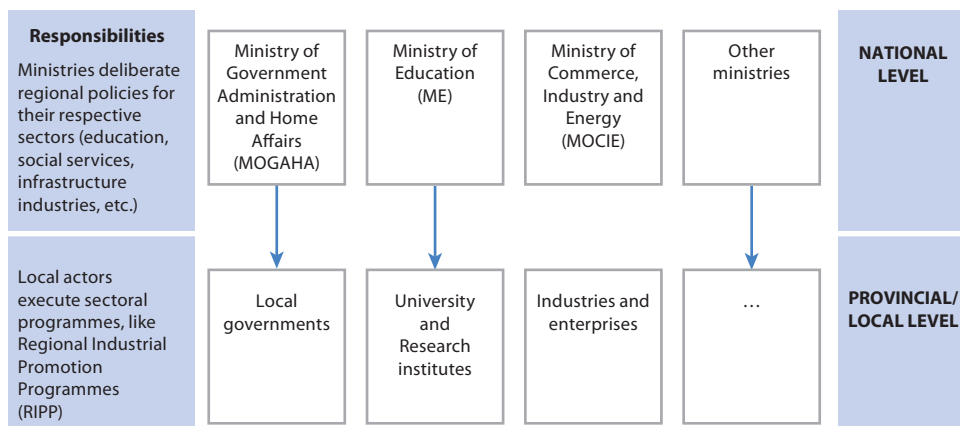 Responsibilities
Ministries deliberate
regional policies for
their respective
sectors (education,
social services,
infrastructure
industries, etc.)
Ministry of
Government
Administration
and Home
Affairs
(MOGAHA)
Ministry of
Education
(ME)
Ministry of
Commerce,
Industry and
Energy
(MOCIE)
Other
ministries
NATIONAL
LEVEL
Local actors
execute sectoral
programmes, like
Regional Industrial
Promotion
Programmes
(RIPP)
Local
governments
University
and
Research
institutes
Industries and
enterprises
...
PROVINCIAL/
LOCAL LEVEL